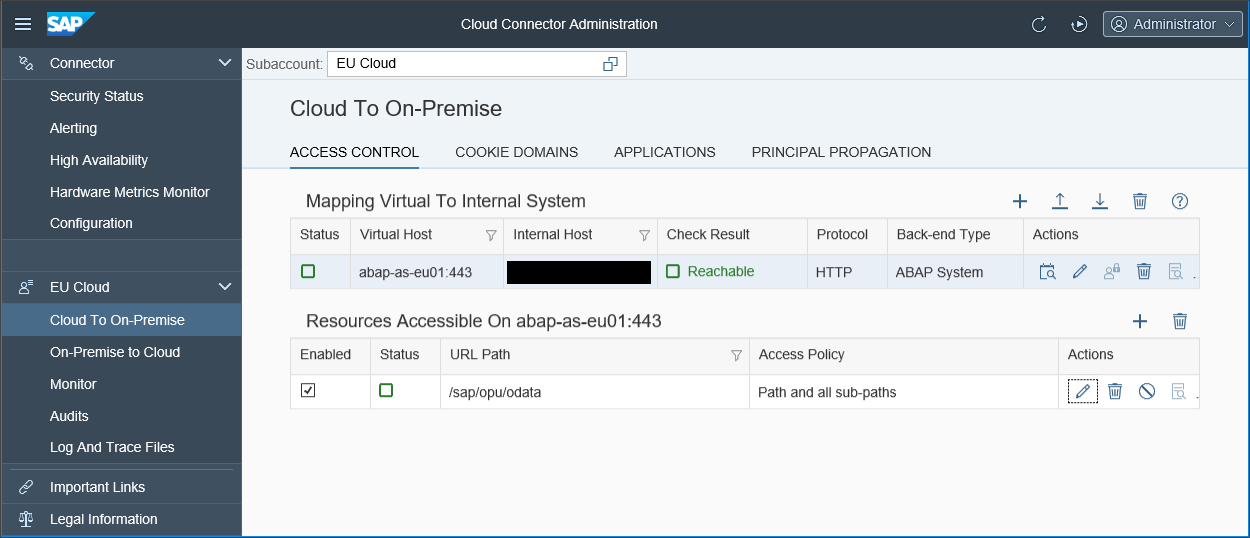 SAP
Cloud Connector Administration
Administrator
Connector
Security Status
Alerting
High Availability
Hardware Metrics Monitor
Configuration
EU Cloud
Cloud To On-Premise
On-Premise to Cloud
Monitor
Audits
Log And Trace Files
Important Links
Legal Information
Subaccount: EU Cloud
Cloud To On-Premise
ACCESS CONTROL COOKIE DOMAINS APPLICATIONS PRINCIPAL PROPAGATION
Mapping Virtual To Internal System
Status Virtual Host Internal Host Check Result Protocol Back-end Type Actions
abap-as-eu01:443 Reachable HTTP ABAP System
Resources Accessible On abap-as-eu01:443
Enabled Status URL Path Access Policy Actions
/sap/opu/odata Path and all sub-paths